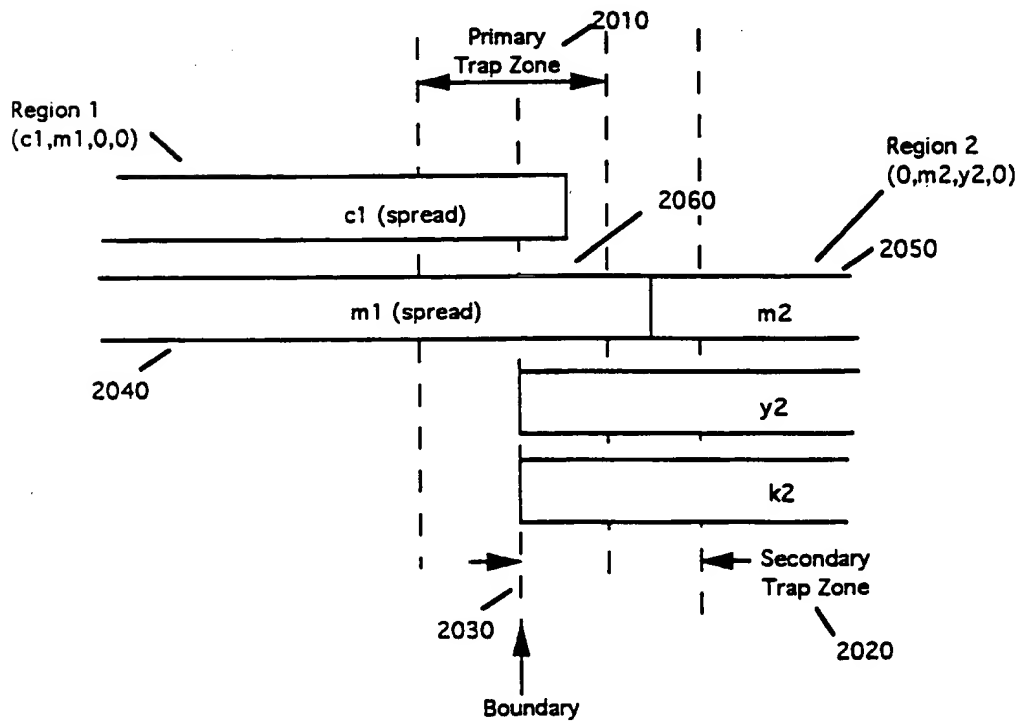 2010
Primary
Trap Zone
Region 1
(c1,m1,0,0)
Region 2
(0,m2,y2,0)
c1 (spread)
2060
2050
m1 (spread)
m2
2040
y2
k2
Secondary
Trap Zone
2030
2020
Boundary